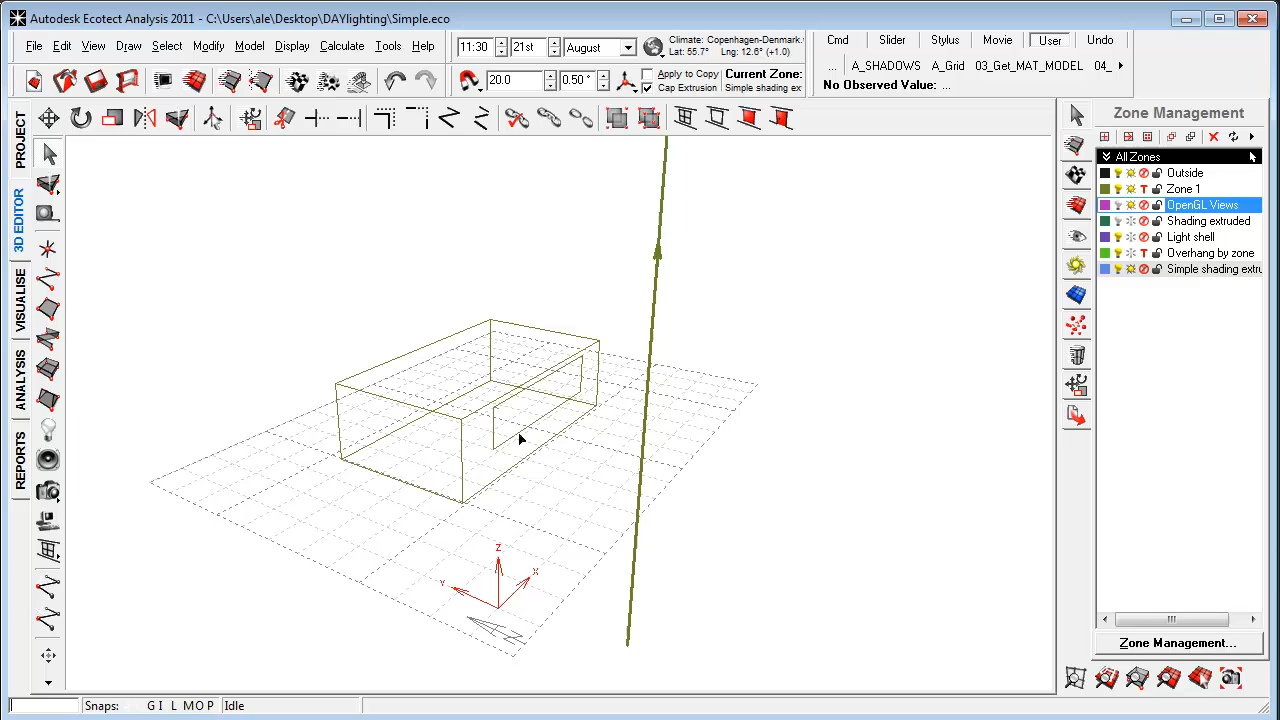 Autodesk Ecotect Analysis 2011 - C:\Users\ale\Desktop\DAYlighting\Simple.eco
File Edit View Draw Select Modify Model Display Calculate Tools Help
11:30 21st August
Climate: Copenhagen-Denmark.
Lat: 55.7° Lng: 12.6° (+1.0)
Cmd Slider Stylus Movie User Undo
... A_SHADOWS A_Grid 03_Get_MAT_MODEL 04_
No Observed Value: ...
20.0 0.50 °
Apply to Copy
Cap Extrusion
Current Zone
Simple shading ex
PROJECT
3D EDITOR
VISUALISE
ANALYSIS
REPORTS
Z
X
Y
Zone Management
All Zones
Outside
Zone 1
T
OpenGL Views
Shading extruded
Light shell
T
Overhang by zone
Simple shading extru
Zone Management...
Snaps: G I L M O P Idle